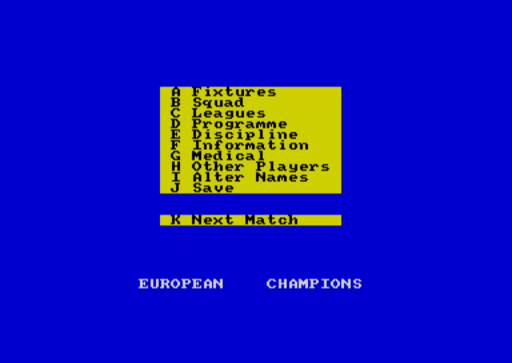 A Fixtures
B Squad
C Leagues
D Programme
E Discipline
F Information
G Medical
H Other Players
I Alter Names
J Save
K Next Match
EUROPEAN CHAMPIONS